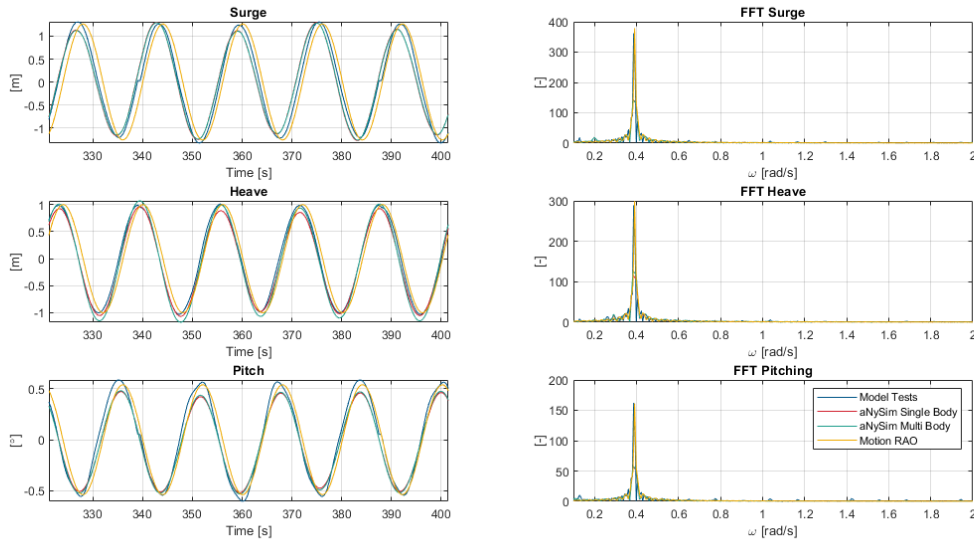 Surge
1
0.5
0
-0.5
-1
[m]
330 340 350 360 370 380 390 400
Time [s]
FFT Surge
400
300
200
100
0
[-]
0.2 0.4 0.6 0.8 1 1.2 1.4 1.6 1.8 2
ω [rad/s]
Heave
1
0.5
0
-0.5
-1
[m]
330 340 350 360 370 380 390 400
Time [s]
FFT Heave
300
200
100
0
[-]
0.2 0.4 0.6 0.8 1 1.2 1.4 1.6 1.8 2
ω [rad/s]
Pitch
0.5
0
-0.5
[°]
330 340 350 360 370 380 390 400
Time [s]
FFT Pitching
200
150
100
50
0
[-]
0.2 0.4 0.6 0.8 1 1.2 1.4 1.6 1.8 2
ω [rad/s]
Model Tests
aNySim Single Body
aNySim Multi Body
Motion RAO